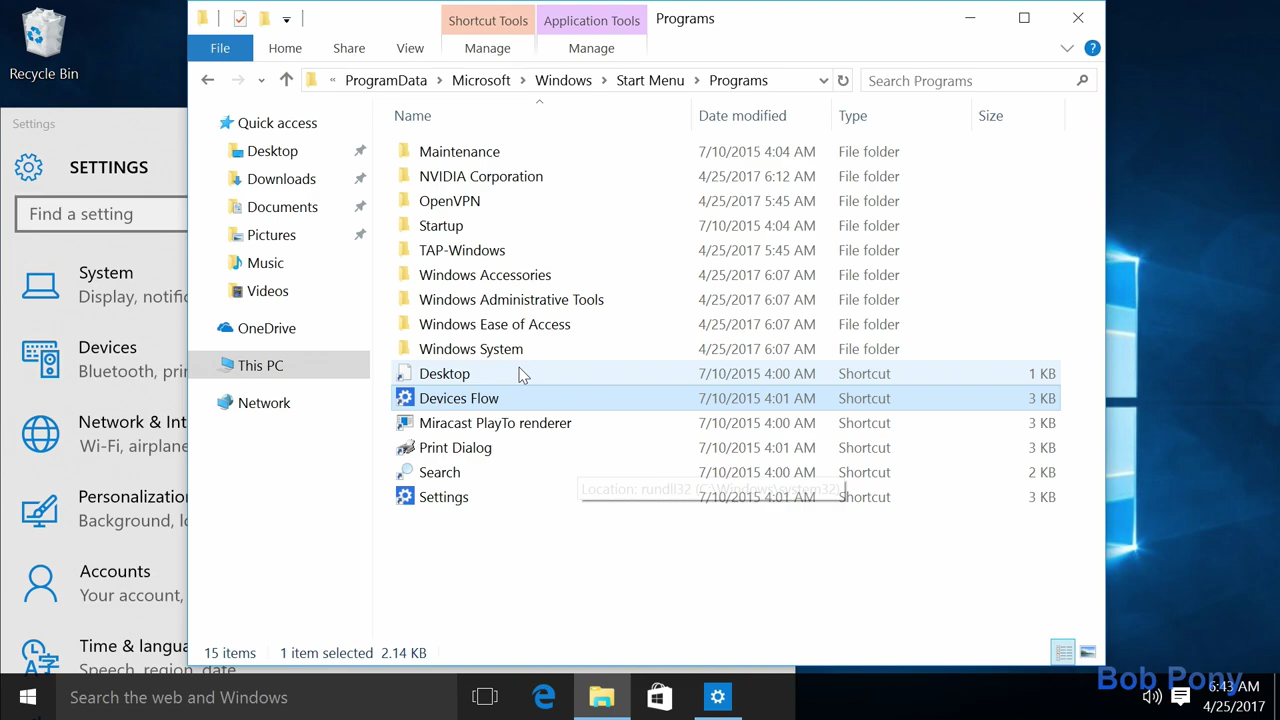 Recycle Bin
Shortcut Tools
Application Tools
Programs
File
Home
Share
View
Manage
Manage
« ProgramData > Microsoft > Windows > Start Menu > Programs
Search Programs
Name
Date modified
Type
Size
Quick access
Desktop
Downloads
Documents
Pictures
Music
Videos
OneDrive
This PC
Network
Maintenance 7/10/2015 4:04 AM File folder
NVIDIA Corporation 4/25/2017 6:12 AM File folder
OpenVPN 4/25/2017 5:45 AM File folder
Startup 7/10/2015 4:04 AM File folder
TAP-Windows 4/25/2017 5:45 AM File folder
Windows Accessories 4/25/2017 6:07 AM File folder
Windows Administrative Tools 4/25/2017 6:07 AM File folder
Windows Ease of Access 4/25/2017 6:07 AM File folder
Windows System 4/25/2017 6:07 AM File folder
Desktop 7/10/2015 4:00 AM Shortcut 1 KB
Devices Flow 7/10/2015 4:01 AM Shortcut 3 KB
Miracast PlayTo renderer 7/10/2015 4:00 AM Shortcut 3 KB
Print Dialog 7/10/2015 4:01 AM Shortcut 3 KB
Search 7/10/2015 4:00 AM Shortcut 2 KB
Location: rundll32 (C:\Windows\system32)
Settings 7/10/2015 4:01 AM Shortcut 3 KB
15 items 1 item selected 2.14 KB
Settings
SETTINGS
Find a setting
System
Display, notific
Devices
Bluetooth, print
Network & Intern
Wi-Fi, airplane
Personalization
Background, lo
Accounts
Your account,
Time & langua
Speech, region, date
Search the web and Windows
Bob Pony
6:43 AM
4/25/2017